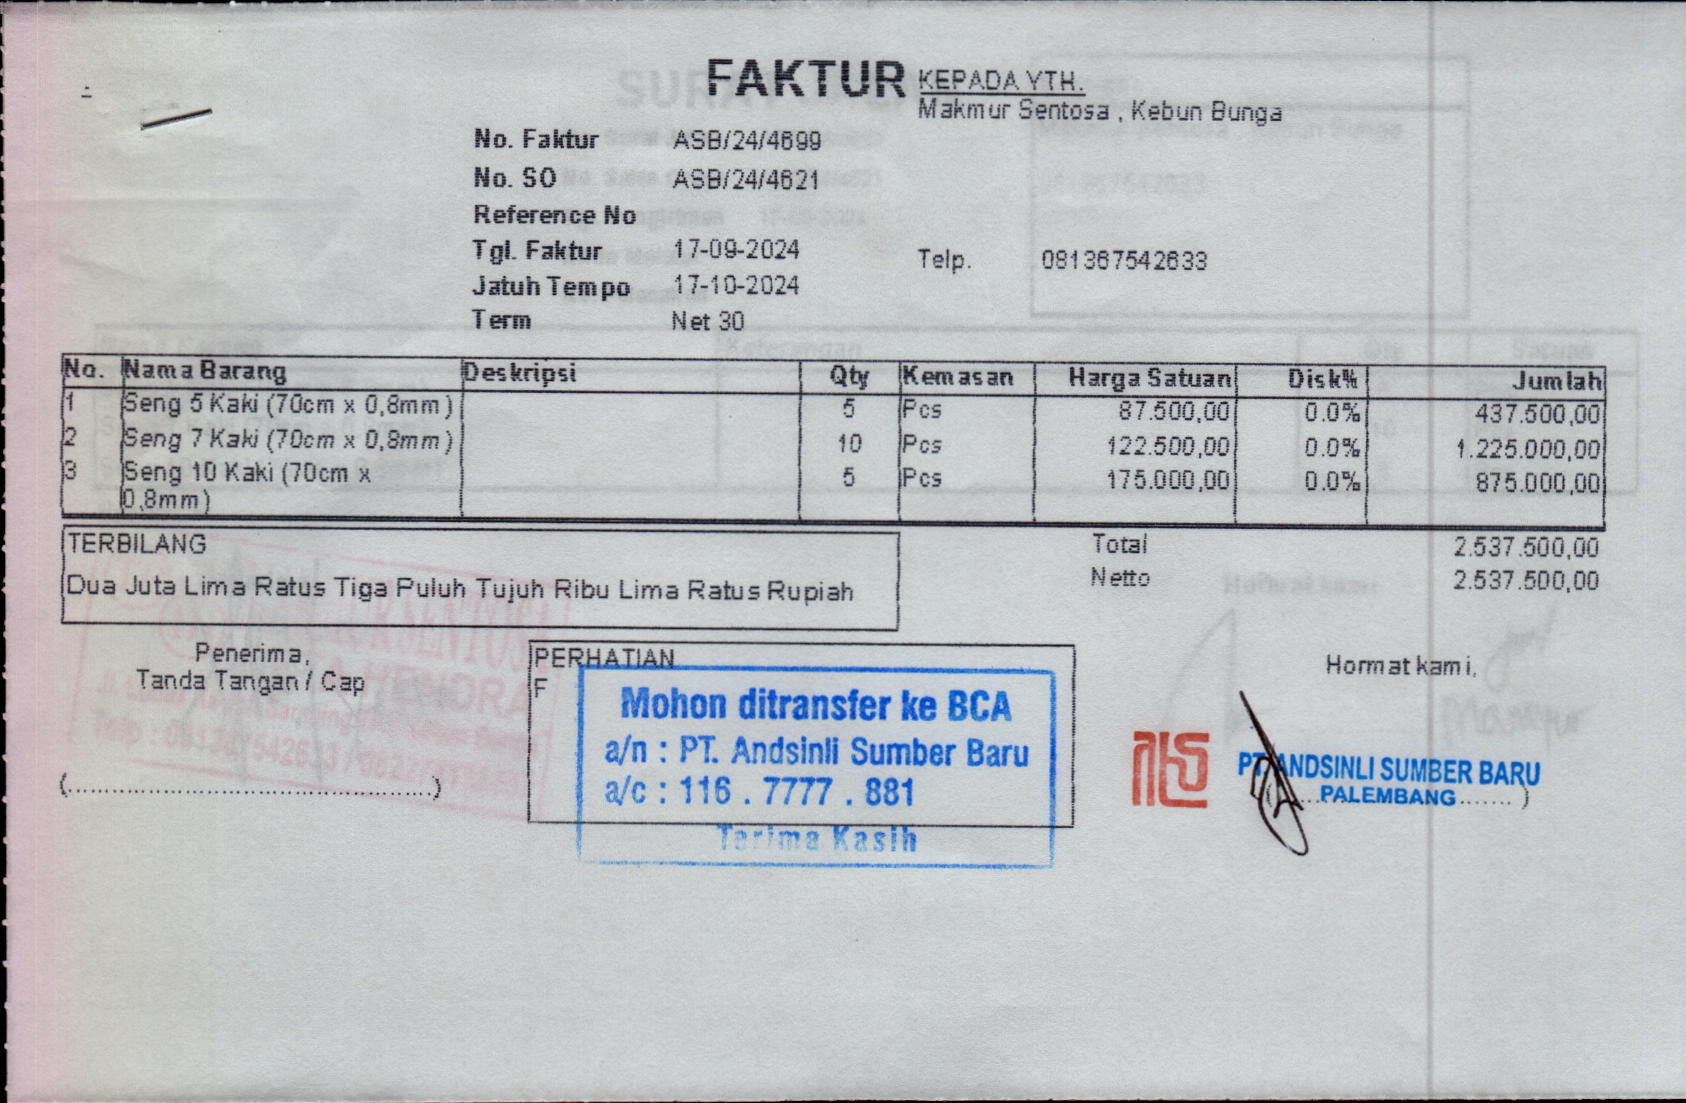 FAKTUR
KEPADA YTH.
Makmur Sentosa , Kebun Bunga
No. Faktur ASB/24/4699
No. SO ASB/24/4621
Reference No
Tgl. Faktur 17-09-2024
Telp. 081367542633
Jatuh Tempo 17-10-2024
Term Net 30
No. Nama Barang Deskripsi Qty Kemasan Harga Satuan Disk% Jumlah
1 Seng 5 Kaki (70cm x 0,8mm) 5 Pcs 87.500,00 0.0% 437.500,00
2 Seng 7 Kaki (70cm x 0,8mm) 10 Pcs 122.500,00 0.0% 1.225.000,00
3 Seng 10 Kaki (70cm x 5 Pcs 175.000,00 0.0% 875.000,00
0,8mm)
TERBILANG
Dua Juta Lima Ratus Tiga Puluh Tujuh Ribu Lima Ratus Rupiah
Total 2.537.500,00
Netto 2.537.500,00
Penerima,
Tanda Tangan / Cap
(......................................................)
PERHATIAN
F
Mohon ditransfer ke BCA
a/n : PT. Andsinli Sumber Baru
a/c : 116 . 7777 . 881
Terima Kasih
Hormat kami,
PT. ANDSINLI SUMBER BARU
PALEMBANG ....... )